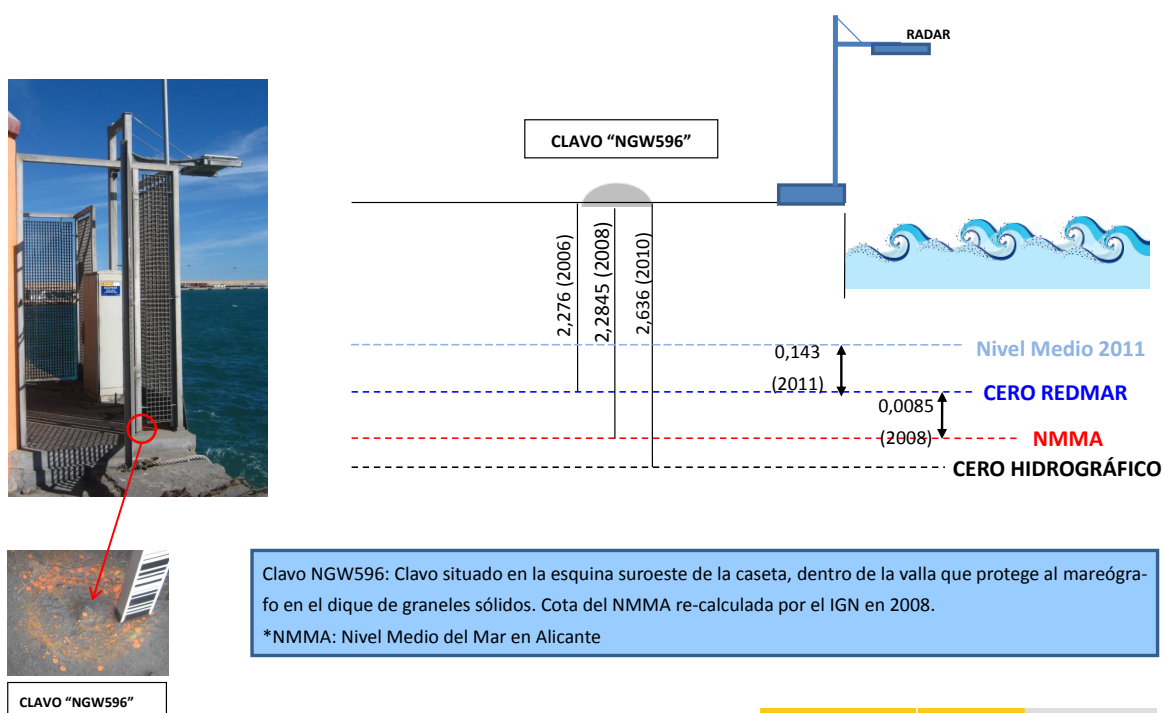 RADAR
CLAVO “NGW596”
2,276 (2006)
2,2845 (2008)
2,636 (2010)
Nivel Medio 2011
0,143
(2011)
CERO REDMAR
0,0085
(2008)
NMMA
CERO HIDROGRÁFICO
Clavo NGW596: Clavo situado en la esquina suroeste de la caseta, dentro de la valla que protege al mareógra-
fo en el dique de graneles sólidos. Cota del NMMA re-calculada por el IGN en 2008.
*NMMA: Nivel Medio del Mar en Alicante
CLAVO “NGW596”